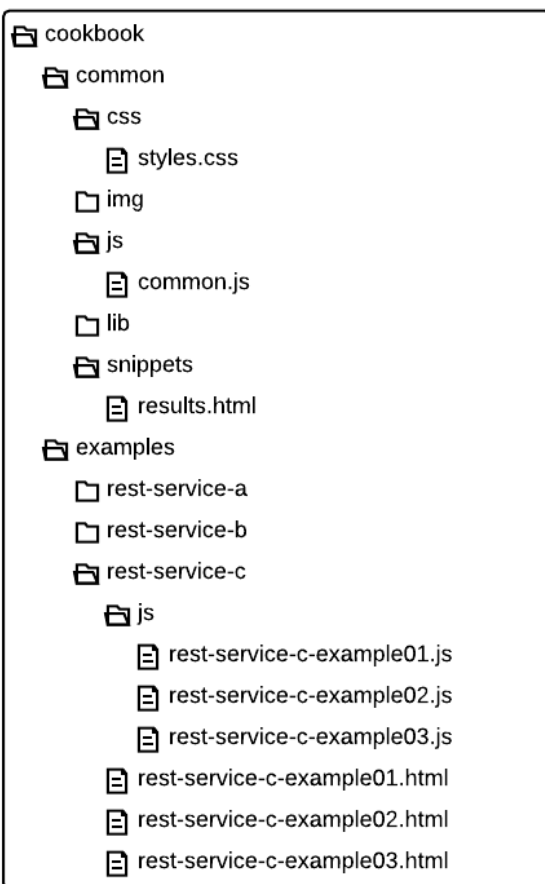 cookbook
common
css
styles.css
img
js
common.js
lib
snippets
results.html
examples
rest-service-a
rest-service-b
rest-service-c
js
rest-service-c-example01.js
rest-service-c-example02.js
rest-service-c-example03.js
rest-service-c-example01.html
rest-service-c-example02.html
rest-service-c-example03.html